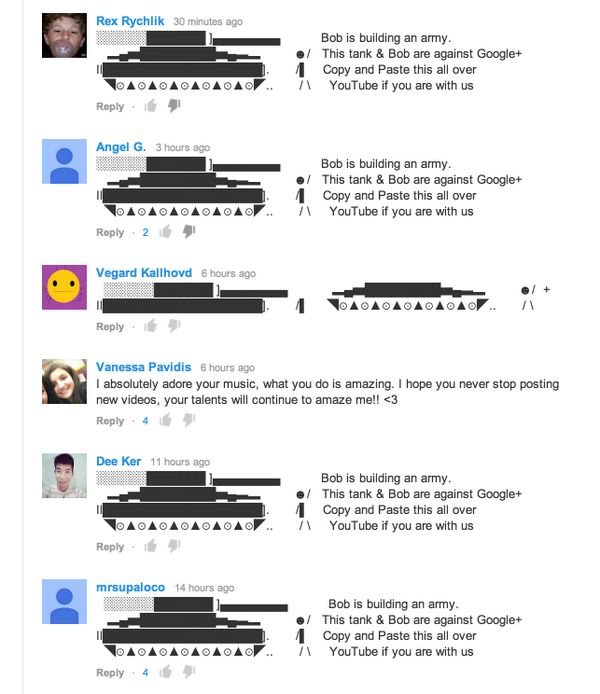 Rex Rychlik 30 minutes ago
░░░░░░███████ ]▄▄▄▄▄▄▄▄ Bob is building an army.
▂▄▅█████████▅▄▃▂ ☻/ This tank & Bob are against Google+
Il███████████████████]. /▌ Copy and Paste this all over
◥⊙▲⊙▲⊙▲⊙▲⊙▲⊙▲⊙◤.. / \ YouTube if you are with us
Reply ·
Angel G. 3 hours ago
░░░░░░███████ ]▄▄▄▄▄▄▄▄ Bob is building an army.
▂▄▅█████████▅▄▃▂ ☻/ This tank & Bob are against Google+
Il███████████████████]. /▌ Copy and Paste this all over
◥⊙▲⊙▲⊙▲⊙▲⊙▲⊙▲⊙◤.. / \ YouTube if you are with us
Reply · 2
Vegard Kallhovd 6 hours ago
░░░░░░███████ ]▄▄▄▄▄▄▄▄ ▂▄▅█████████▅▄▃▂ ☻/ +
Il███████████████████]. /▌ ◥⊙▲⊙▲⊙▲⊙▲⊙▲⊙▲⊙◤.. / \
Reply ·
Vanessa Pavidis 6 hours ago
I absolutely adore your music, what you do is amazing. I hope you never stop posting
new videos, your talents will continue to amaze me!! <3
Reply · 4
Dee Ker 11 hours ago
░░░░░░███████ ]▄▄▄▄▄▄▄▄ Bob is building an army.
▂▄▅█████████▅▄▃▂ ☻/ This tank & Bob are against Google+
Il███████████████████]. /▌ Copy and Paste this all over
◥⊙▲⊙▲⊙▲⊙▲⊙▲⊙▲⊙◤.. / \ YouTube if you are with us
Reply ·
mrsupaloco 14 hours ago
░░░░░░███████ ]▄▄▄▄▄▄▄▄ Bob is building an army.
▂▄▅█████████▅▄▃▂ ☻/ This tank & Bob are against Google+
Il███████████████████]. /▌ Copy and Paste this all over
◥⊙▲⊙▲⊙▲⊙▲⊙▲⊙▲⊙◤.. / \ YouTube if you are with us
Reply · 4